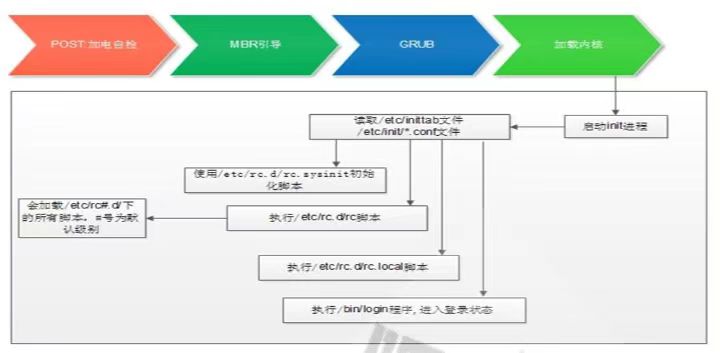 POST 加电自检
MBR引导
GRUB
加载内核
读取/etc/inittab文件
/etc/init/*.conf文件
启动init进程
使用/etc/rc.d/rc.sysinit初
始化脚本
会加载/etc/rc#.d/下
的所有脚本，#号为默
认级别
执行/etc/rc.d/rc脚本
执行/etc/rc.d/rc.local脚本
执行/bin/login程序,进入登录状态